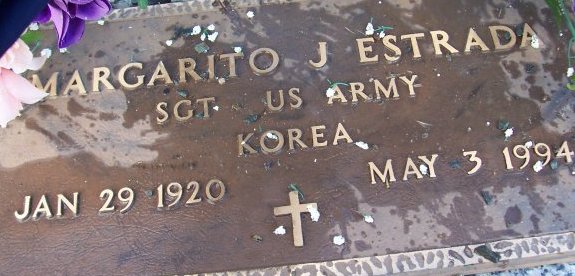 MARGARITO J ESTRADA
SGT US ARMY
KOREA
JAN 29 1920 MAY 3 1994